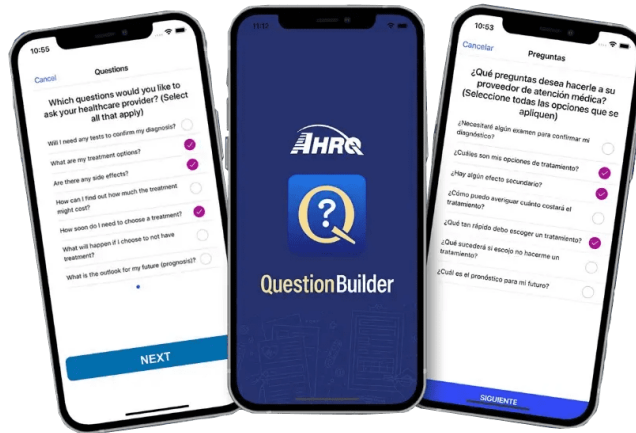 10:55
Cancel
Questions
Which questions would you like to
ask your healthcare provider? (Select
all that apply)
Will I need any tests to confirm my diagnosis?
What are my treatment options?
Are there any side effects?
How can I find out how much the treatment
might cost?
How soon do I need to choose a treatment?
What will happen if i choose to not have
treatment?
What is the outlook for my future (prognosis)?
NEXT
AHRQ
?
QuestionBuilder
10:53
Cancelar
Preguntas
¿Qué preguntas desea hacerle a su
proveedor de atención médica?
(Seleccione todas las opciones que se
apliquen)
¿Necesitaré algún examen para confirmar mi
diagnóstico?
¿Cuáles son mis opciones de tratamiento?
¿Hay algún efecto secundario?
¿Cómo puedo averiguar cuánto costará el
tratamiento?
¿Qué tan rápido debo escoger un tratamiento?
¿Qué sucederá si escojo no hacerme un
tratamiento?
¿Cuál es el pronóstico para mi futuro?
SIGUIENTE